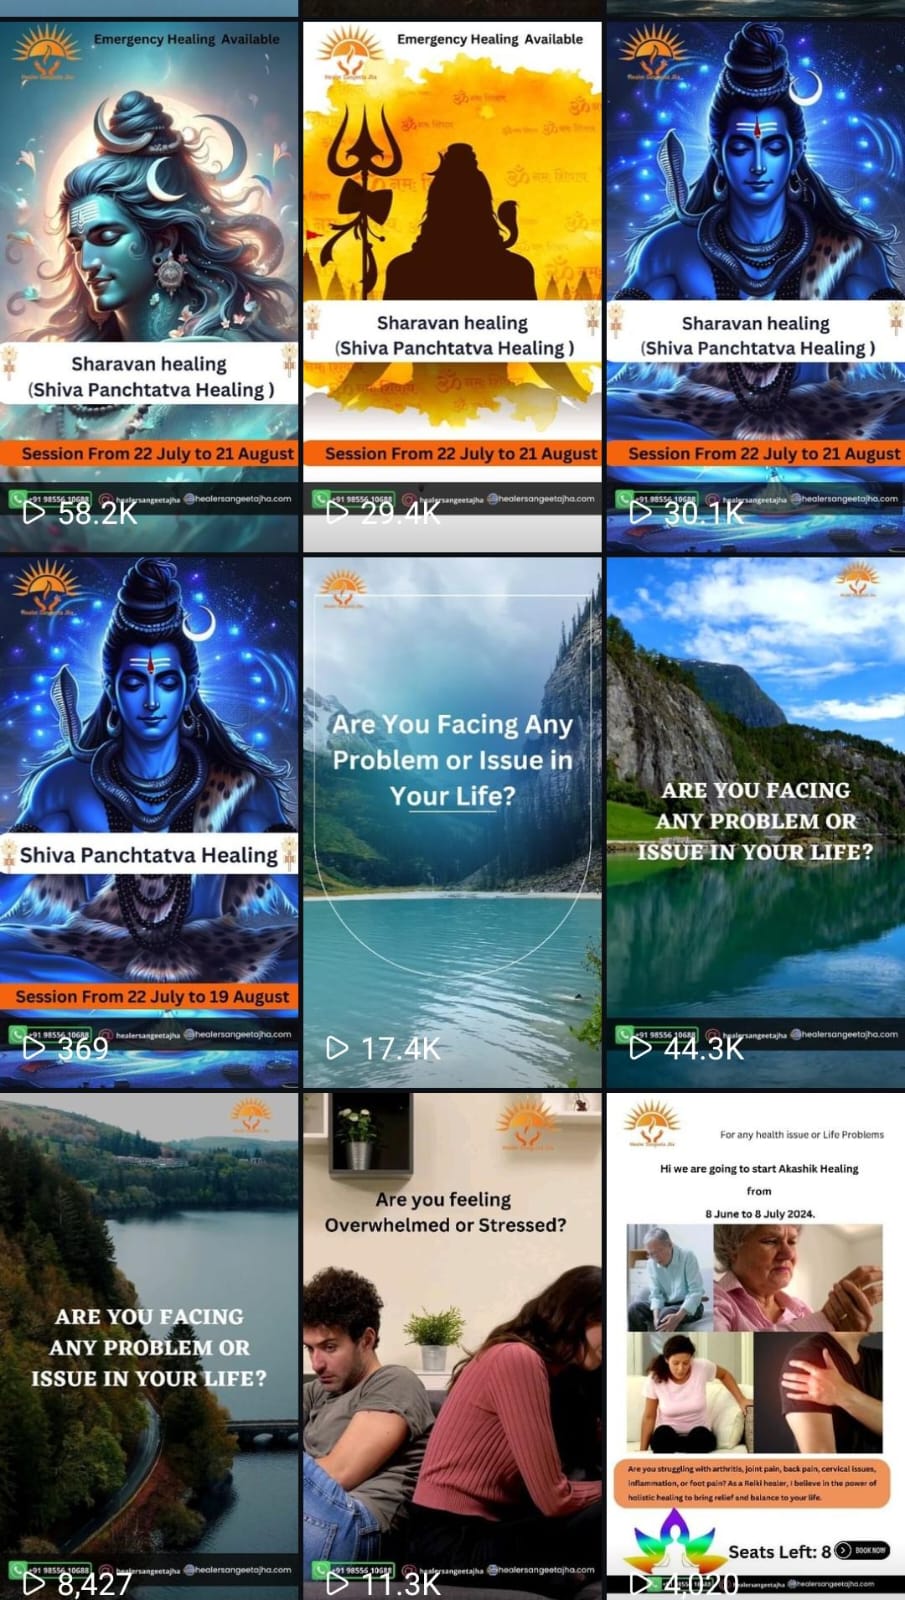 Emergency Healing Available
Healer Sangeeta Jha
Sharavan healing
(Shiva Panchtatva Healing )
Session From 22 July to 21 August
+91 98556 10688 healersangeetajha healersangeetajha.com
58.2K
Emergency Healing Available
Healer Sangeeta Jha
ॐ नमः शिवाय
Sharavan healing
(Shiva Panchtatva Healing )
Session From 22 July to 21 August
+91 98556 10688 healersangeetajha healersangeetajha.com
29.4K
Healer Sangeeta Jha
Sharavan healing
(Shiva Panchtatva Healing )
Session From 22 July to 21 August
+91 98556 10688 healersangeetajha healersangeetajha.com
30.1K
Healer Sangeeta Jha
Shiva Panchtatva Healing
Session From 22 July to 19 August
+91 98556 10688 healersangeetajha healersangeetajha.com
369
Healer Sangeeta Jha
Are You Facing Any
Problem or Issue in
Your Life?
17.4K
Healer Sangeeta Jha
ARE YOU FACING
ANY PROBLEM OR
ISSUE IN YOUR LIFE?
+91 98556 10688 healersangeetajha healersangeetajha.com
44.3K
ARE YOU FACING
ANY PROBLEM OR
ISSUE IN YOUR LIFE?
+91 98556 10688 healersangeetajha healersangeetajha.com
8,427
Are you feeling
Overwhelmed or Stressed?
+91 98556 10688 healersangeetajha healersangeetajha.com
11.3K
Healer Sangeeta Jha
For any health issue or Life Problems
Hi we are going to start Akashik Healing
from
8 June to 8 July 2024.
Are you struggling with arthritis, joint pain, back pain, cervical issues,
inflammation, or foot pain? As a Reiki healer, I believe in the power of
holistic healing to bring relief and balance to your life.
Seats Left: 8 BOOK NOW
healersangeetajha healersangeetajha.com
4,020